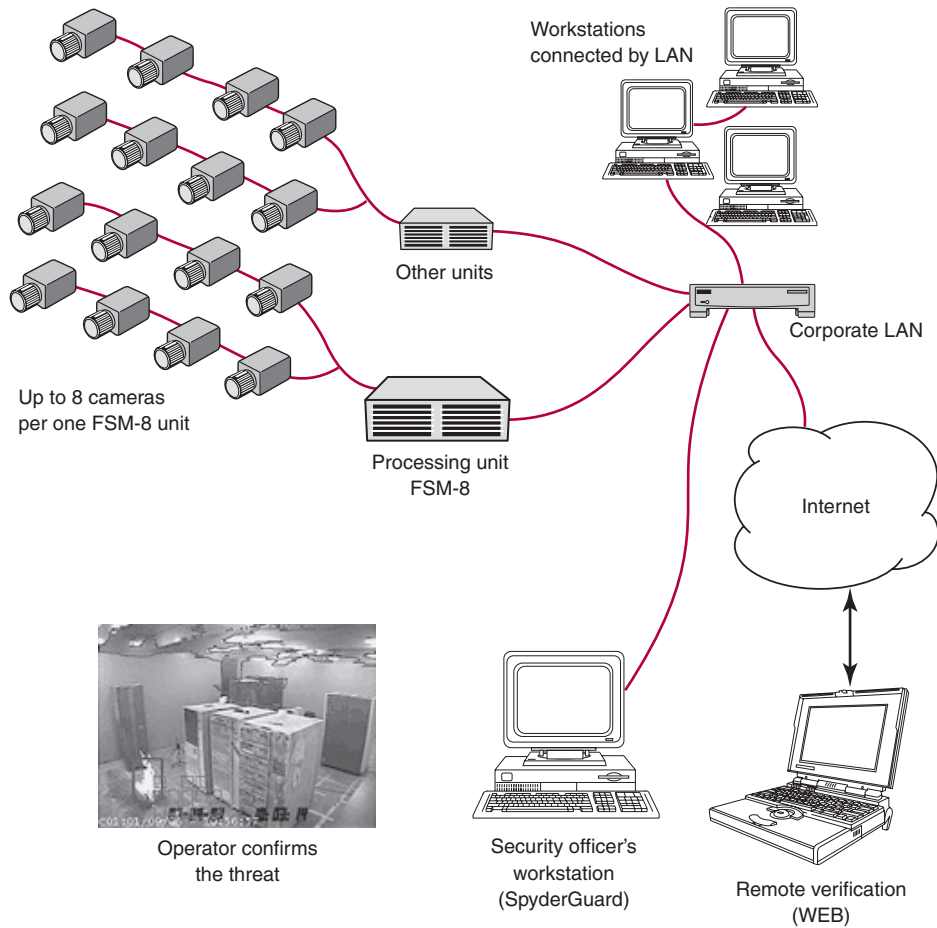 Workstations
connected by LAN
Other units
Corporate LAN
Up to 8 cameras
per one FSM-8 unit
Processing unit
FSM-8
Internet
Operator confirms
the threat
Security officer's
workstation
(SpyderGuard)
Remote verification
(WEB)